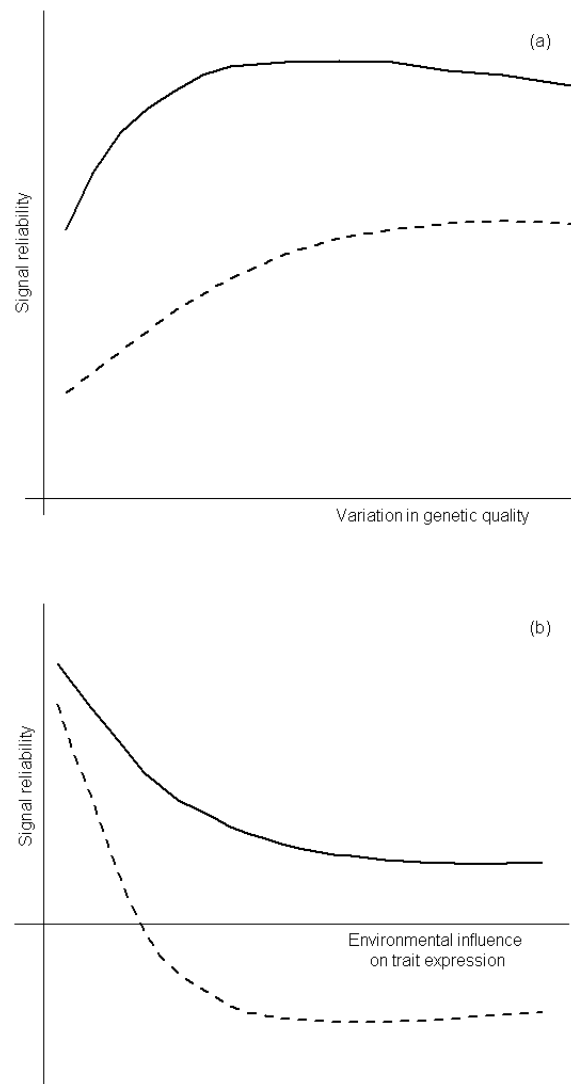 (a)
Signal reliability
Variation in genetic quality
(b)
Signal reliability
Environmental influence
on trait expression